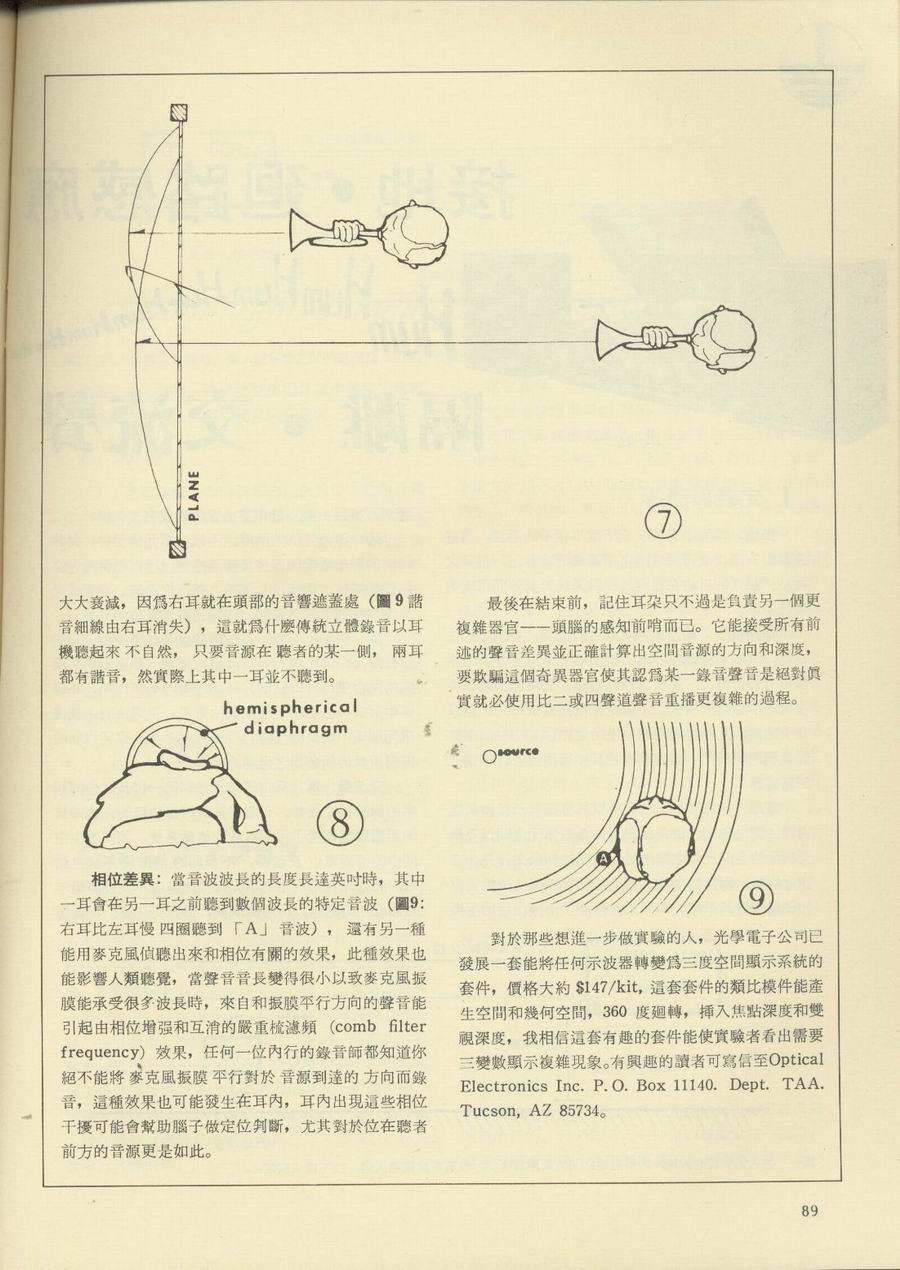 PLANE
⑦
大大衰減，因爲右耳就在頭部的音響遮蓋處（圖9諧
音細線由右耳消失），這就爲什麼傳統立體錄音以耳
機聽起來不自然，只要音源在聽者的某一側，兩耳
都有諧音，然實際上其中一耳並不聽到。
hemispherical
diaphragm
⑧
相位差異：當音波波長的長度長達英吋時，其中
一耳會在另一耳之前聽到數個波長的特定音波（圖9:
右耳比左耳慢四圈聽到「A」音波），還有另一種
能用麥克風偵聽出來和相位有關的效果，此種效果也
能影響人類聽覺，當聲音音長變得很小以致麥克風振
膜能承受很多波長時，來自和振膜平行方向的聲音能
引起由相位增强和互消的嚴重梳濾頻（comb filter
frequency）效果，任何一位內行的錄音師都知道你
絕不能將麥克風振膜平行對於音源到達的方向而錄
音，這種效果也可能發生在耳內，耳內出現這些相位
干擾可能會幫助腦子做定位判斷，尤其對於位在聽者
前方的音源更是如此。
最後在結束前，記住耳朶只不過是負責另一個更
複雜器官——頭腦的感知前哨而已。它能接受所有前
述的聲音差異並正確計算出空間音源的方向和深度，
要欺騙這個奇異器官使其認爲某一錄音聲音是絕對眞
實就必使用比二或四聲道聲音重播更複雜的過程。
source
A
⑨
對於那些想進一步做實驗的人，光學電子公司已
發展一套能將任何示波器轉變爲三度空間顯示系統的
套件，價格大約 $147/kit, 這套套件的類比模件能產
生空間和幾何空間，360 度廻轉，挿入焦點深度和雙
視深度，我相信這套有趣的套件能使實驗者看出需要
三變數顯示複雜現象。有興趣的讀者可寫信至Optical
Electronics Inc. P. O. Box 11140. Dept. TAA.
Tucson, AZ 85734。
89